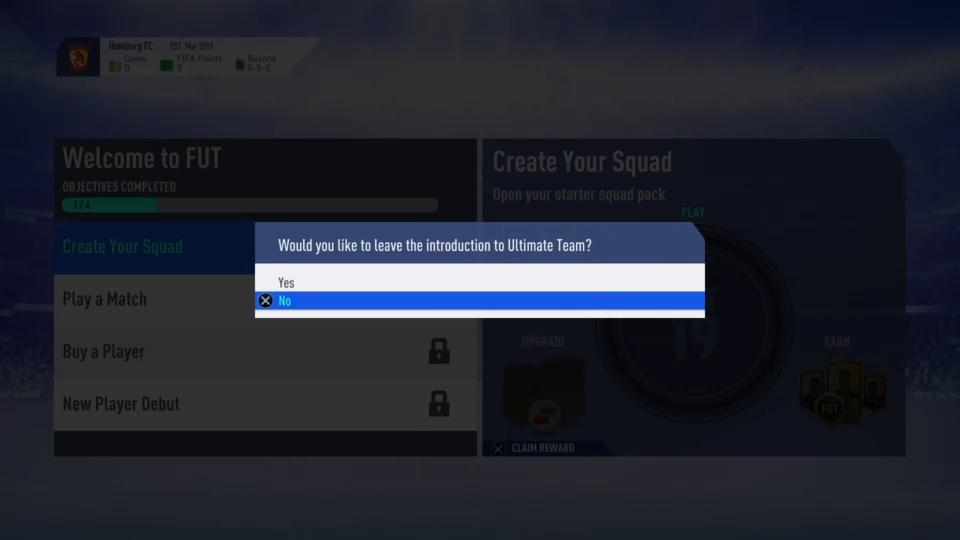 Hamburg FC EST. Mar 2019
Coins FIFA Points Record
0 0 0-0-0
Welcome to FUT
OBJECTIVES COMPLETED
1/4
Create Your Squad
Play a Match
Buy a Player
New Player Debut
Create Your Squad
Open your starter squad pack
PLAY
Would you like to leave the introduction to Ultimate Team?
Yes
No
19
UPGRADE
EARN
FUT
CLAIM REWARD